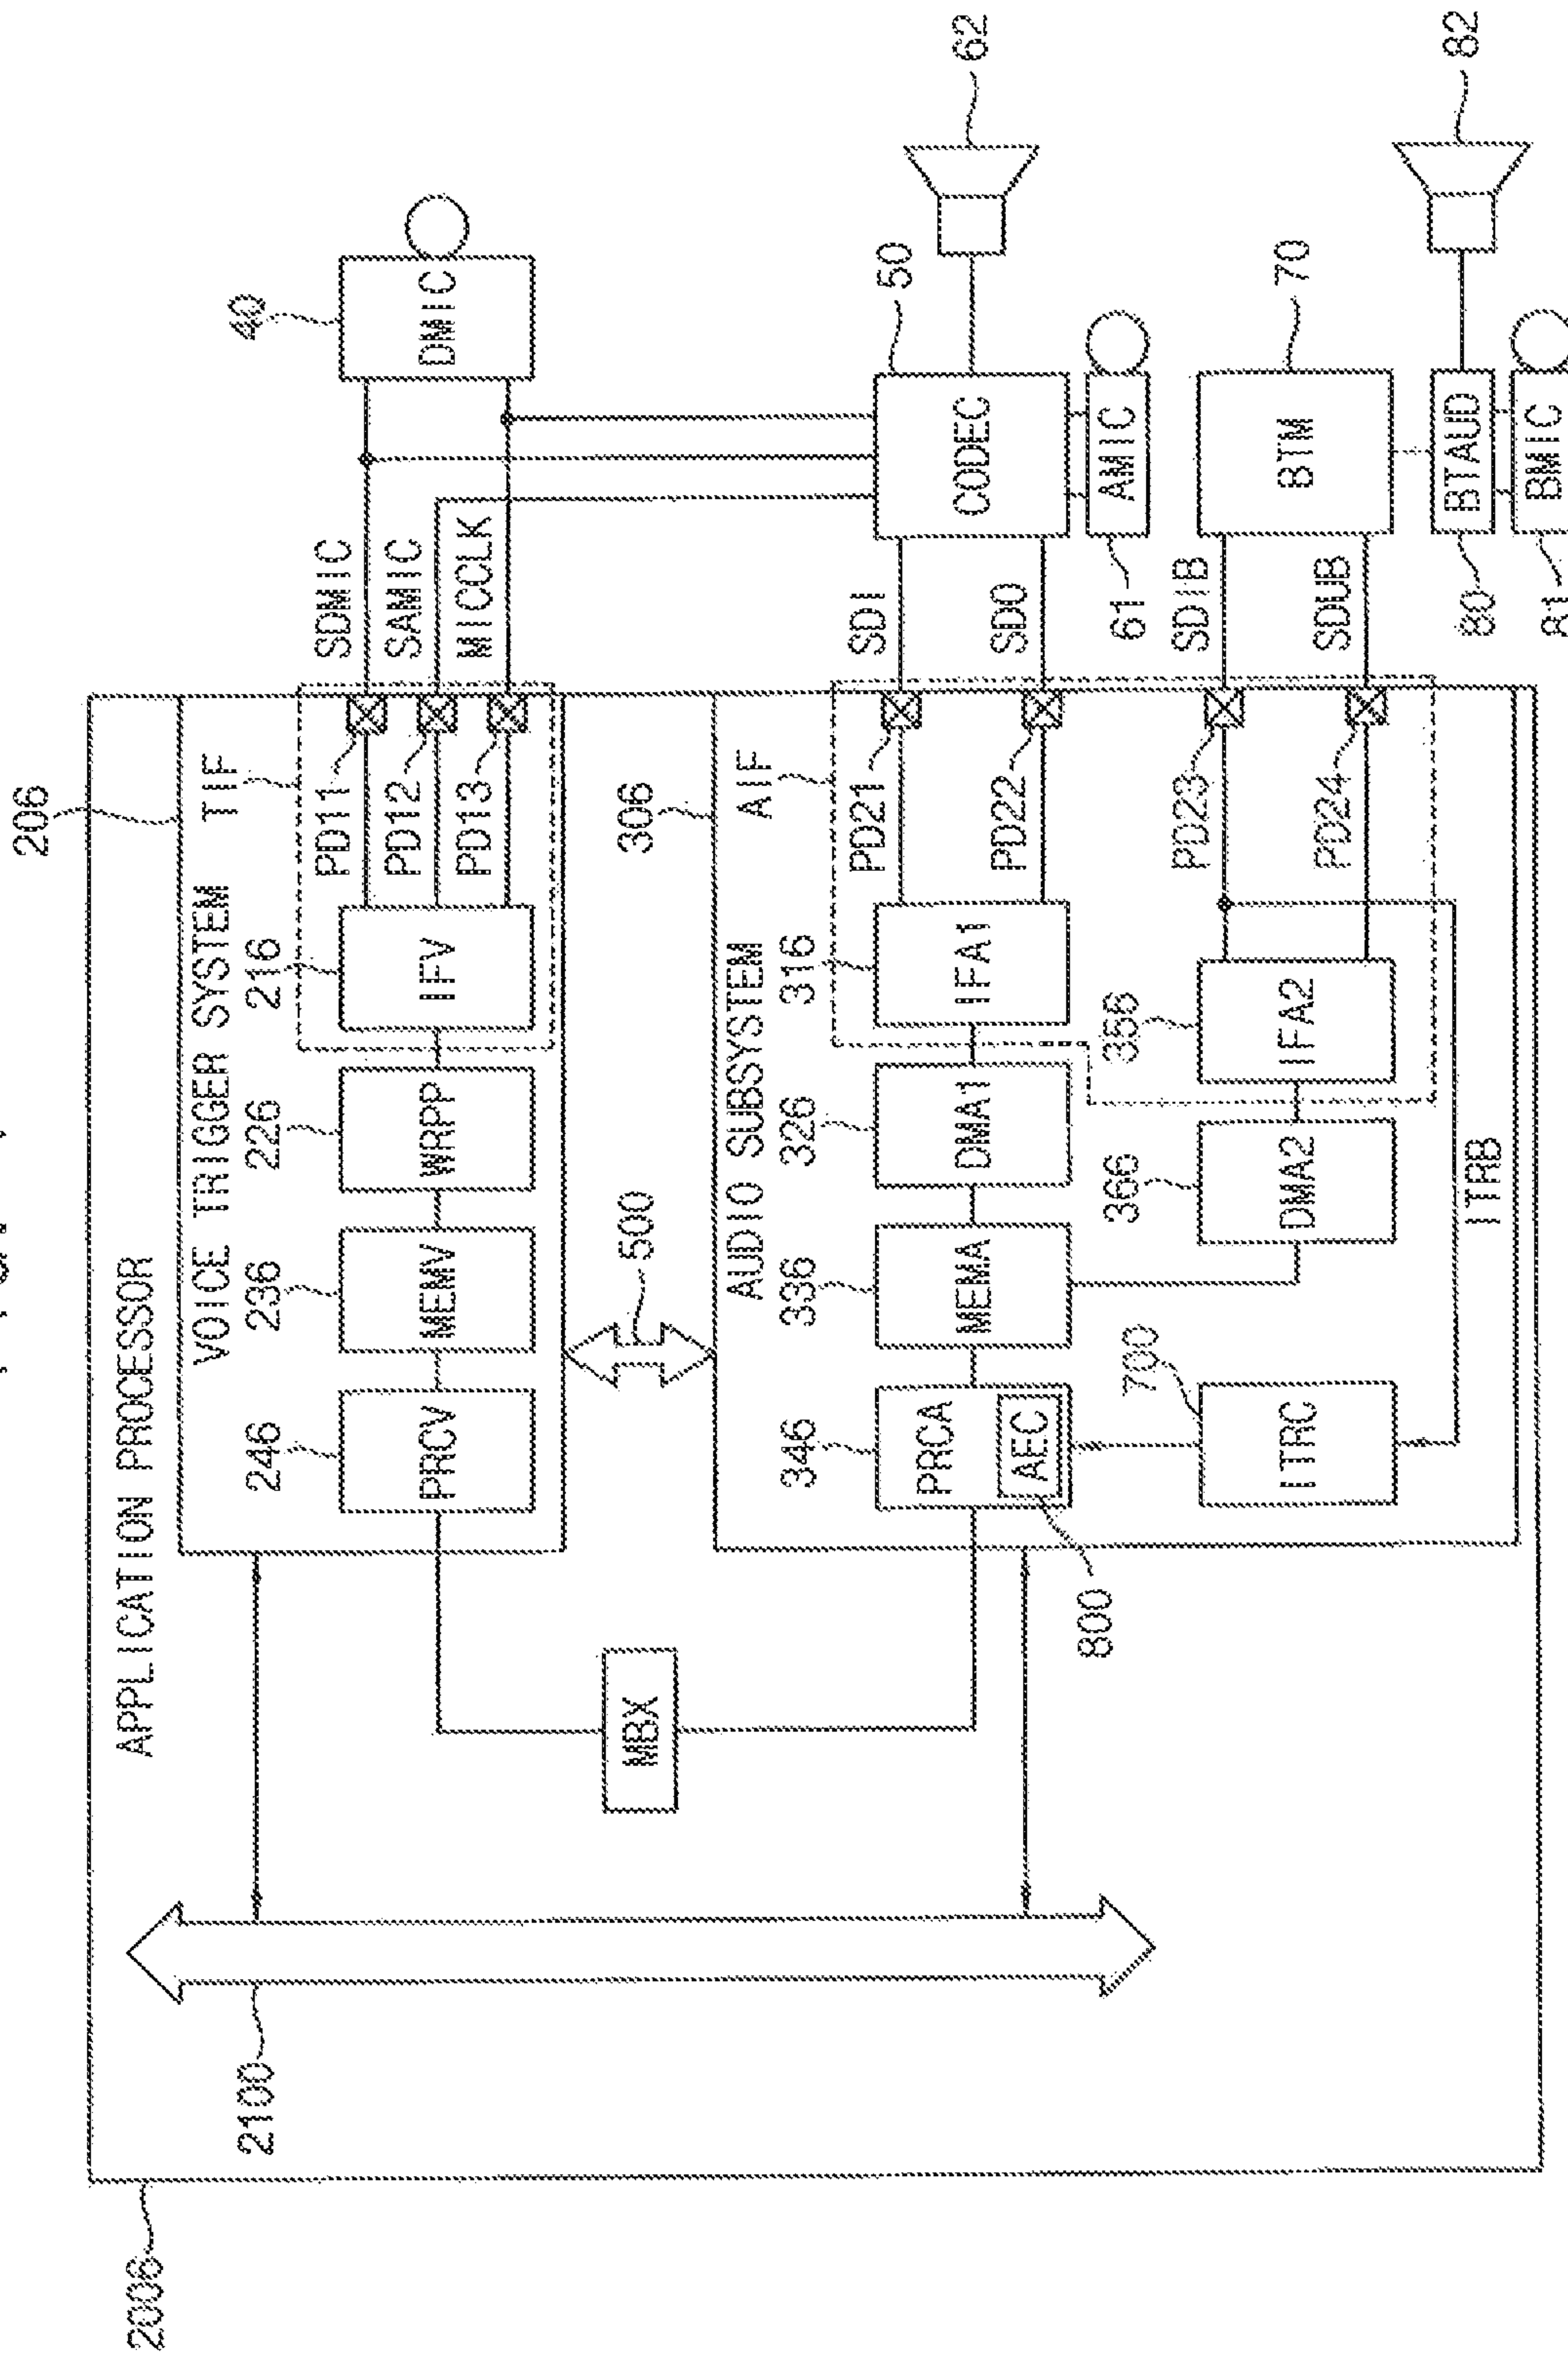 2006
2100
APPLICATION PROCESSOR
206
VOICE TRIGGER SYSTEM
TIF
246
236
226
216
PRCV
MEMV
WRPP
IFV
PD11
PD12
PD13
SDMIC
SAMIC
MICCLK
40
DMIC
MBX
500
306
AUDIO SUBSYSTEM
AIF
346
336
326
316
PRCA
AEC
800
MEMA
DMA1
IFA1
PD21
PD22
SDI
SDO
50
CODEC
62
AMIC
61
700
ITRC
366
DMA2
356
IFA2
PD23
PD24
SDIB
SDUB
70
BTM
ITRB
80
BTAUD
82
81
BMIC